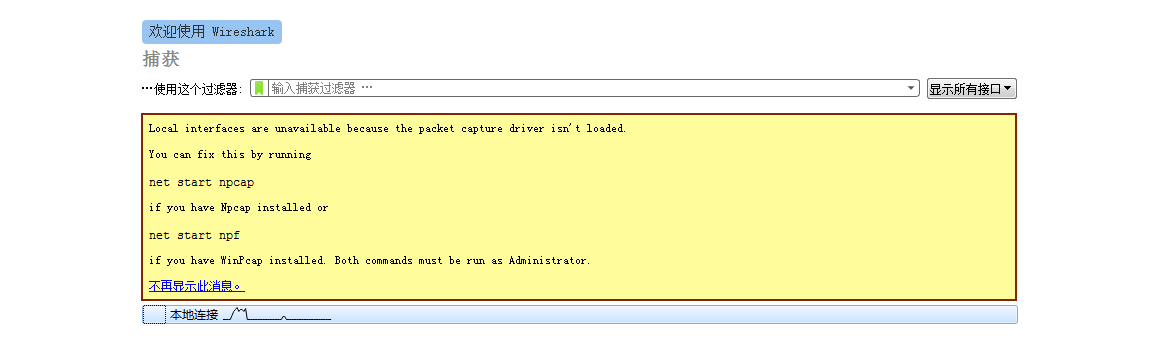 欢迎使用 Wireshark
捕获
…使用这个过滤器: 输入捕获过滤器 … 显示所有接口
Local interfaces are unavailable because the packet capture driver isn't loaded.
You can fix this by running
net start npcap
if you have Npcap installed or
net start npf
if you have WinPcap installed. Both commands must be run as Administrator.
不再显示此消息。
本地连接